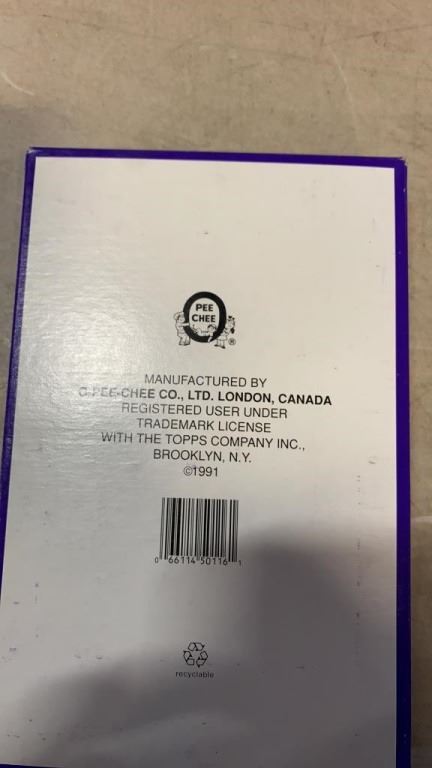 PEE
CHEE
®
MANUFACTURED BY
O-PEE-CHEE CO., LTD. LONDON, CANADA
REGISTERED USER UNDER
TRADEMARK LICENSE
WITH THE TOPPS COMPANY INC.,
BROOKLYN, N.Y.
©1991
0 66114 50116 1
recyclable